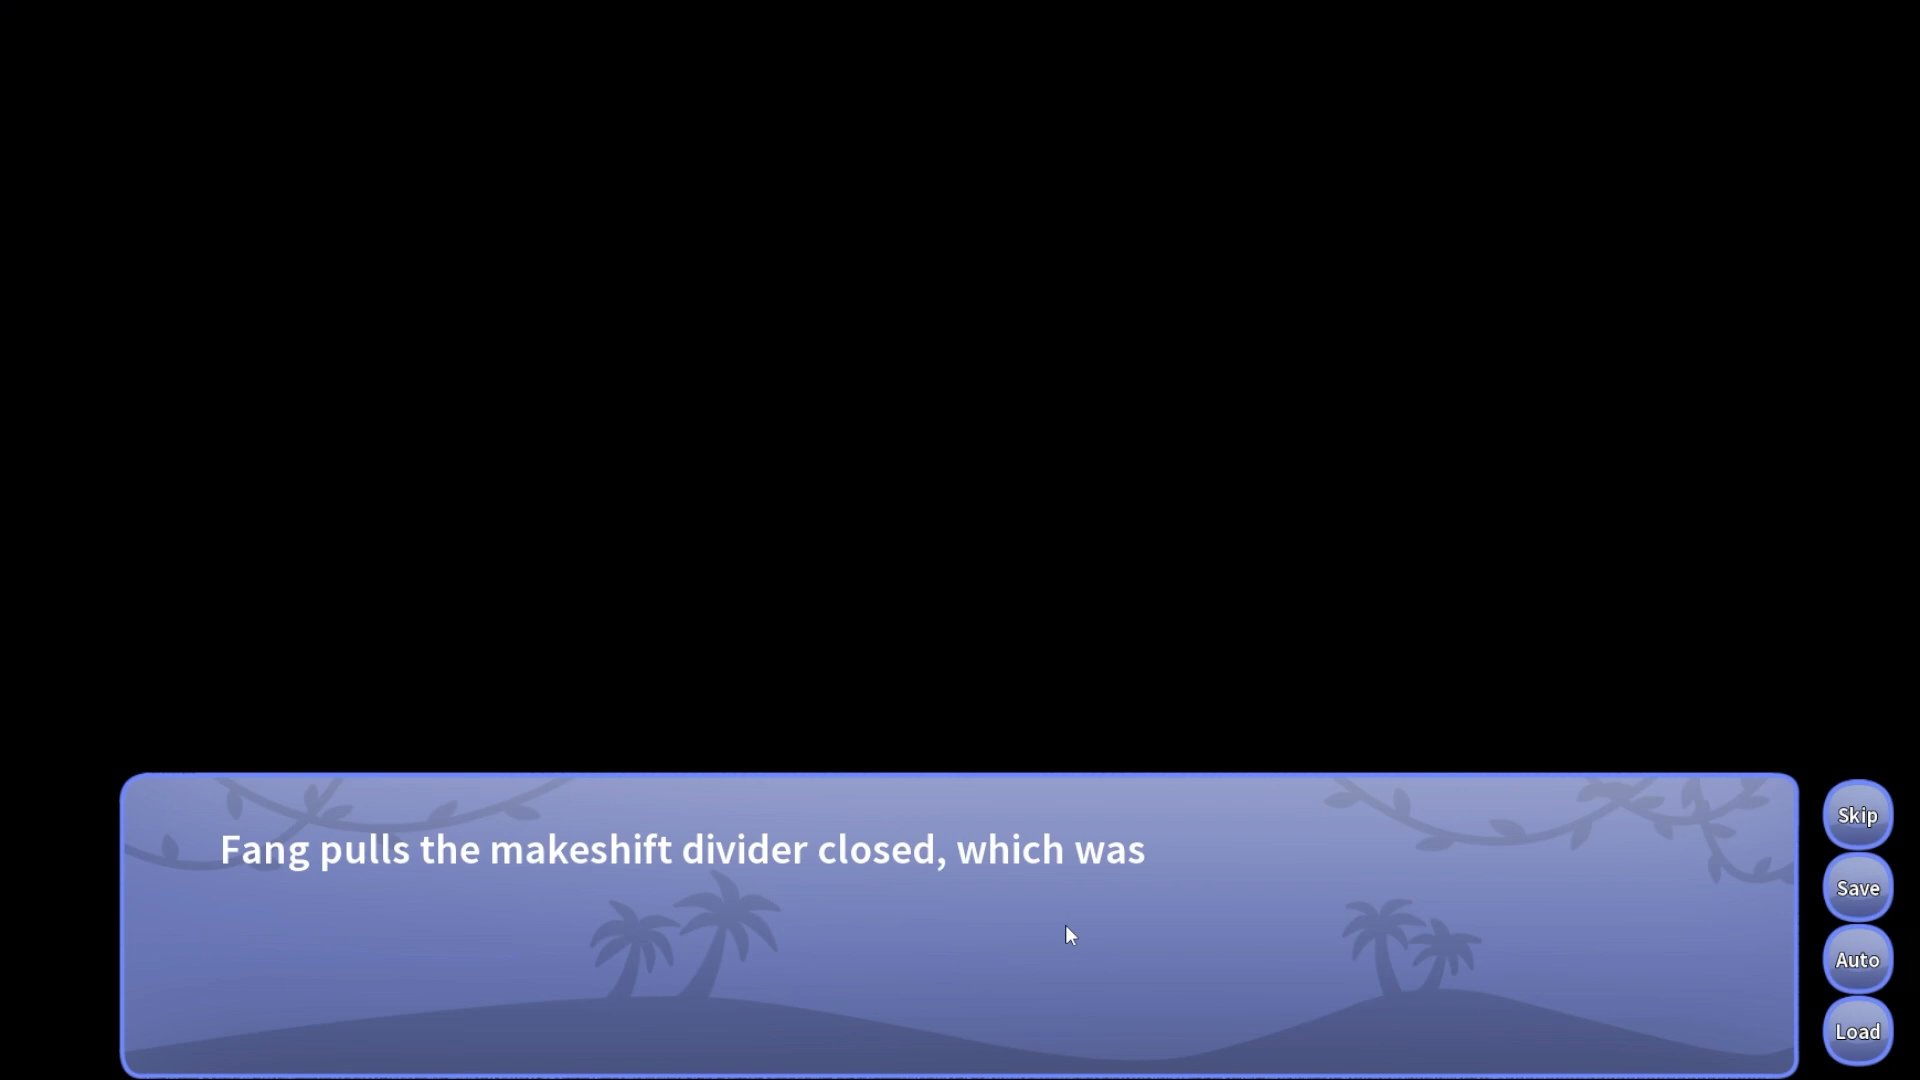 Fang pulls the makeshift divider closed, which was
Skip
Save
Auto
Load